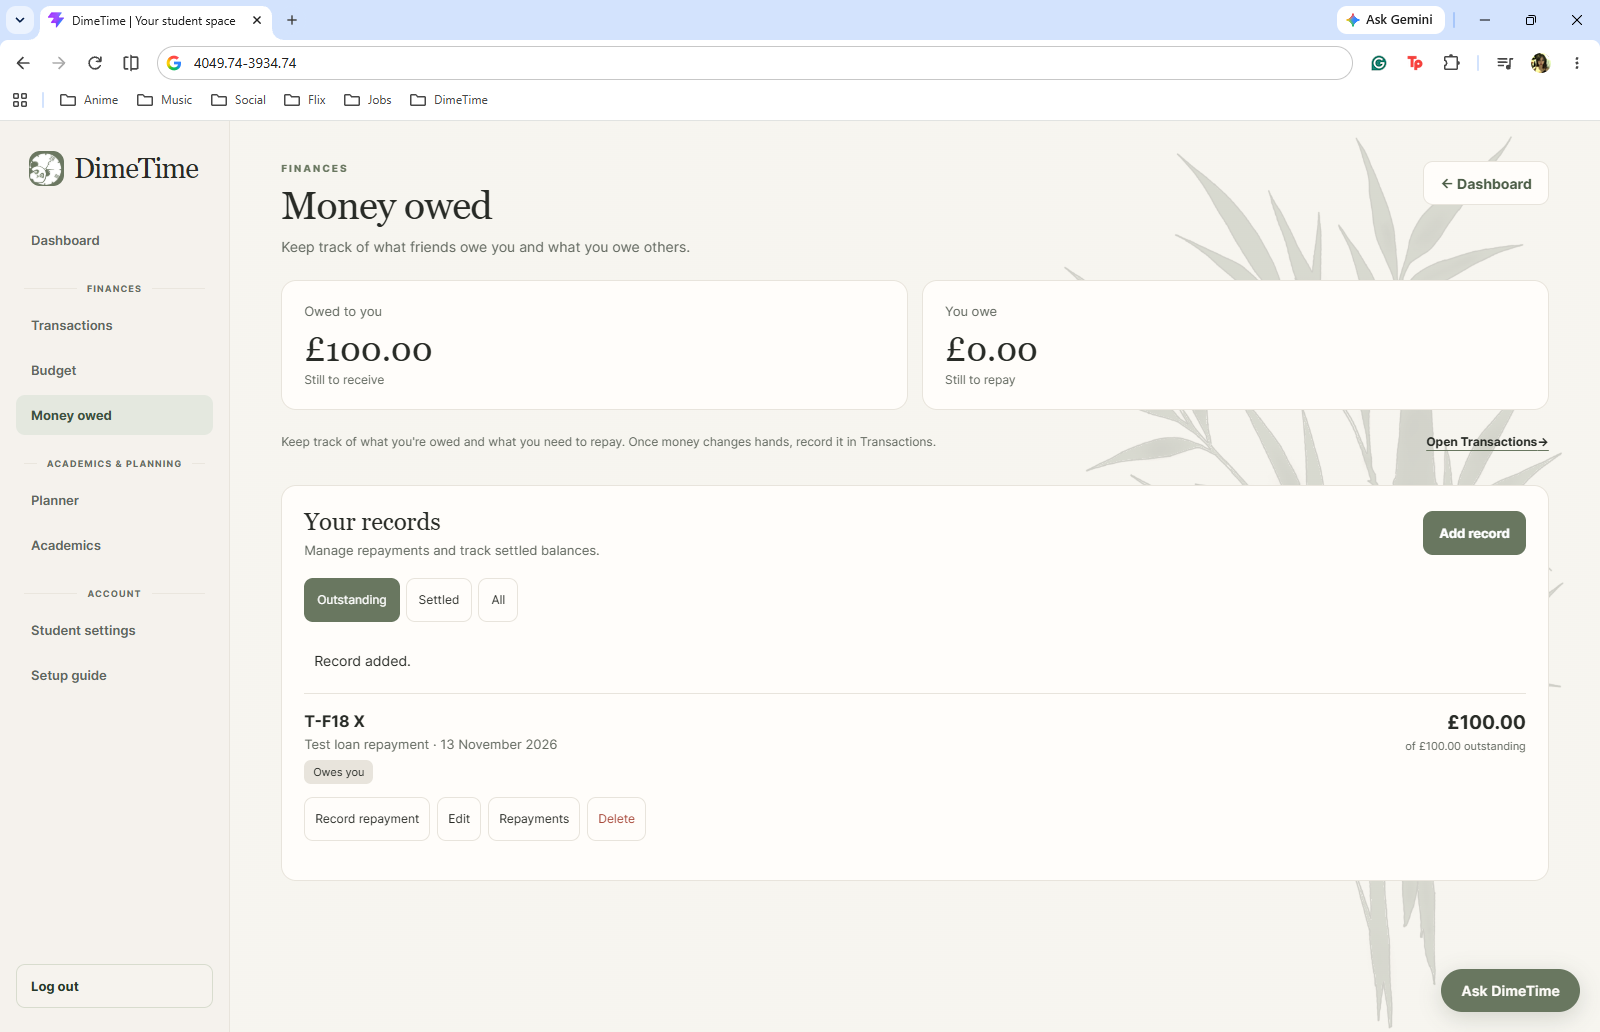 DimeTime | Your student space
Ask Gemini
4049.74-3934.74
Anime
Music
Social
Flix
Jobs
DimeTime
DimeTime
Dashboard
FINANCES
Transactions
Budget
Money owed
ACADEMICS & PLANNING
Planner
Academics
ACCOUNT
Student settings
Setup guide
Log out
FINANCES
Money owed
Keep track of what friends owe you and what you owe others.
← Dashboard
Owed to you
£100.00
Still to receive
You owe
£0.00
Still to repay
Keep track of what you're owed and what you need to repay. Once money changes hands, record it in Transactions.
Open Transactions→
Your records
Manage repayments and track settled balances.
Add record
Outstanding
Settled
All
Record added.
T-F18 X
Test loan repayment · 13 November 2026
Owes you
£100.00
of £100.00 outstanding
Record repayment
Edit
Repayments
Delete
Ask DimeTime